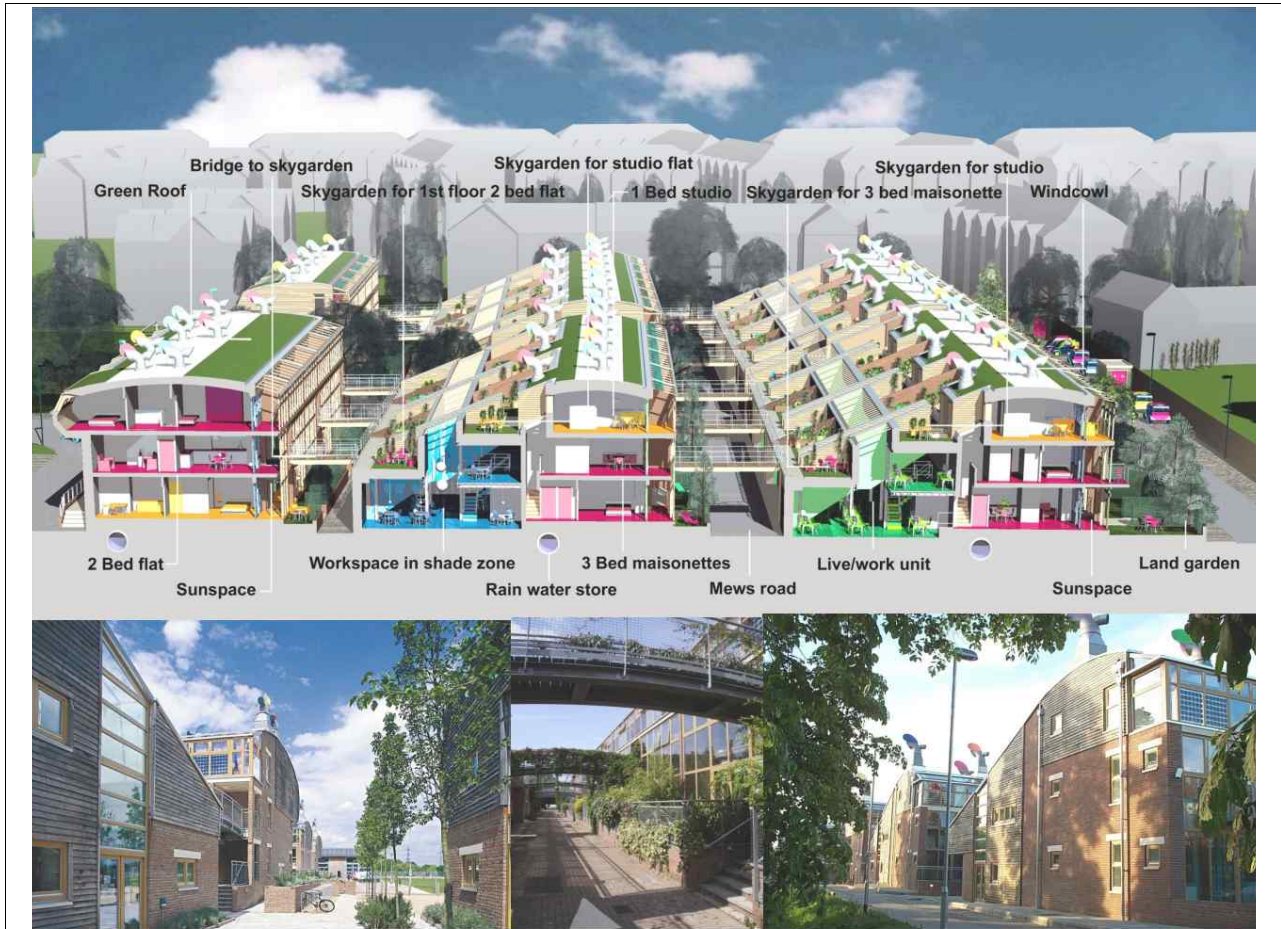 Bridge to skygarden
Skygarden for studio flat
Skygarden for studio
Green Roof
Skygarden for 1st floor 2 bed flat
1 Bed studio
Skygarden for 3 bed maisonette
Windcowl
2 Bed flat
Workspace in shade zone
3 Bed maisonettes
Live/work unit
Land garden
Sunspace
Rain water store
Mews road
Sunspace